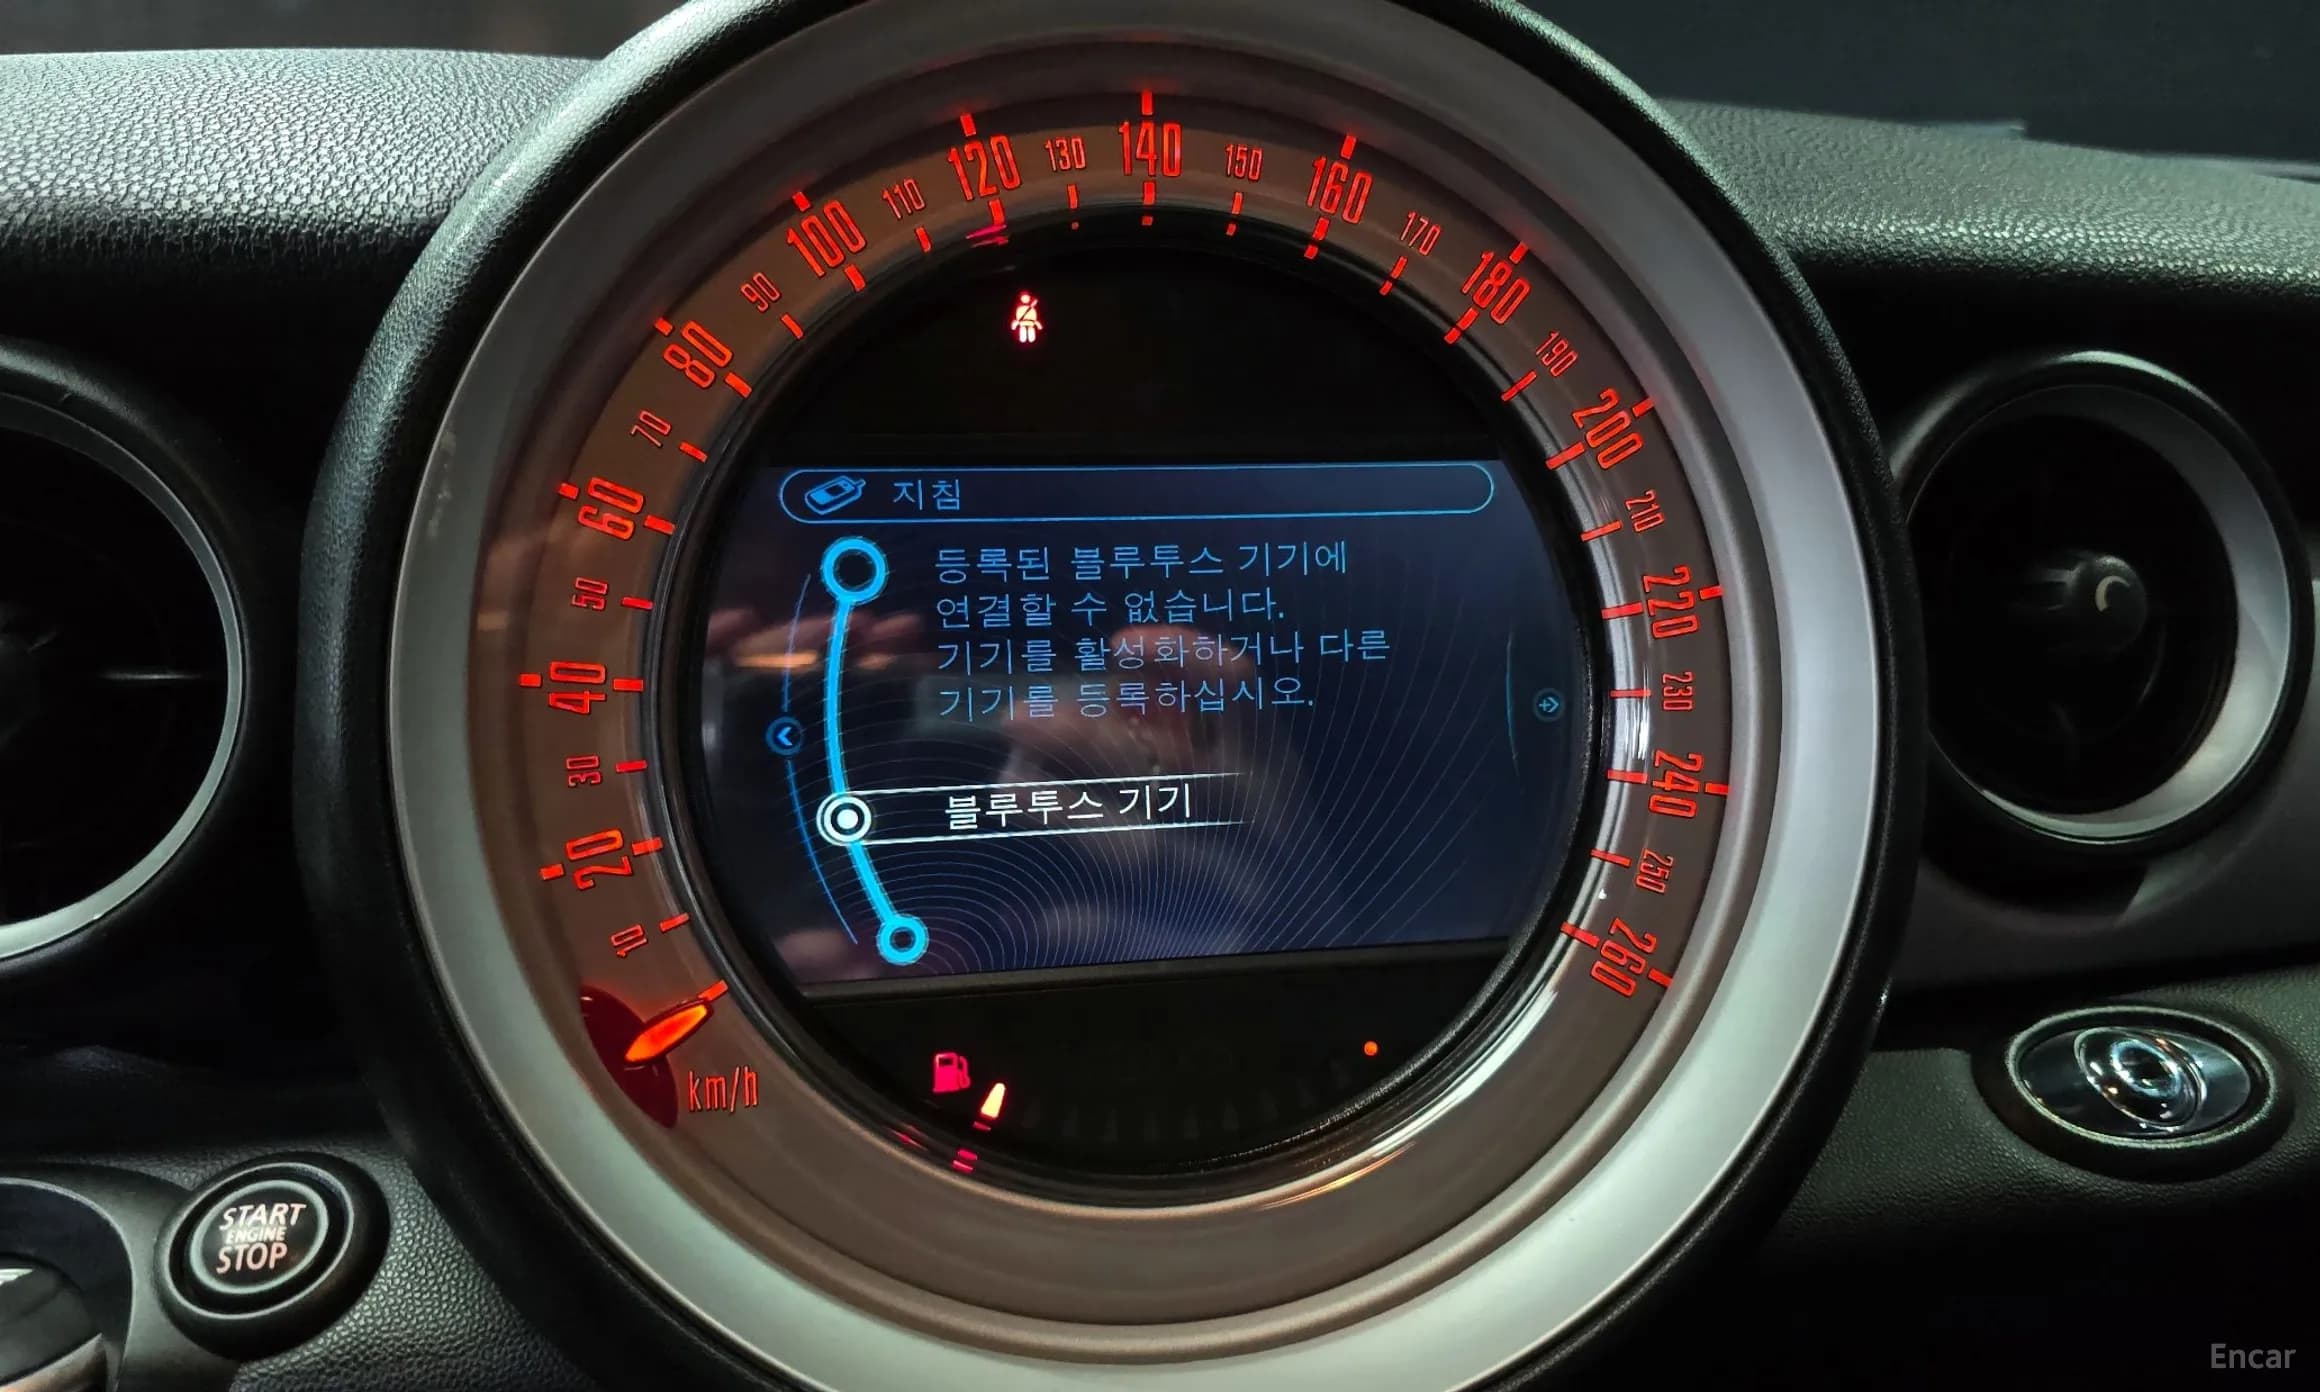 10
20
30
40
50
60
70
80
90
100
110
120
130
140
150
160
170
180
190
200
210
220
230
240
250
260
km/h
지침
등록된 블루투스 기기에
연결할 수 없습니다.
기기를 활성화하거나 다른
기기를 등록하십시오.
블루투스 기기
START
ENGINE
STOP
Encar